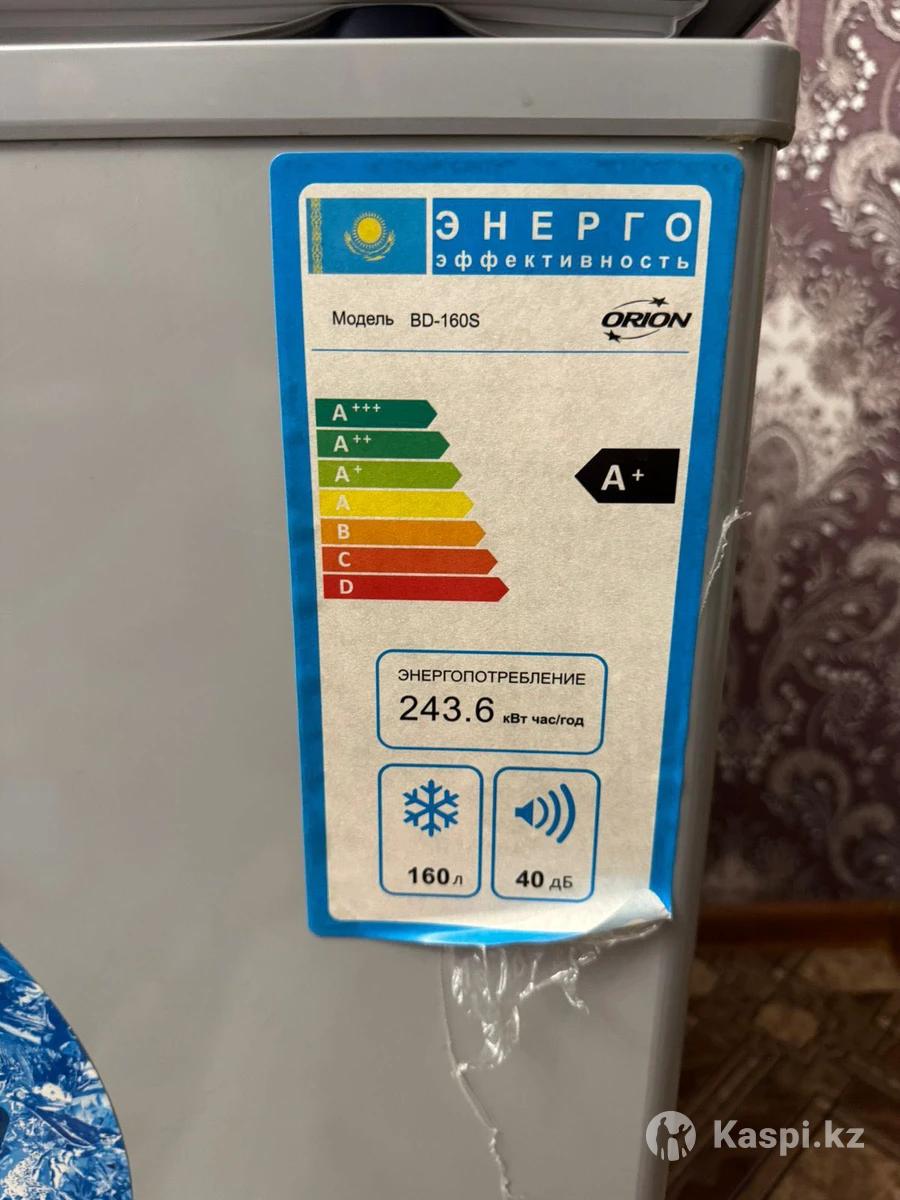 ЭНЕРГО
эффективность
Модель BD-160S
ORION
A+++
A++
A+
A
B
C
D
A+
ЭНЕРГОПОТРЕБЛЕНИЕ
243.6 кВт час/год
160 л
40 дБ
Kaspi.kz